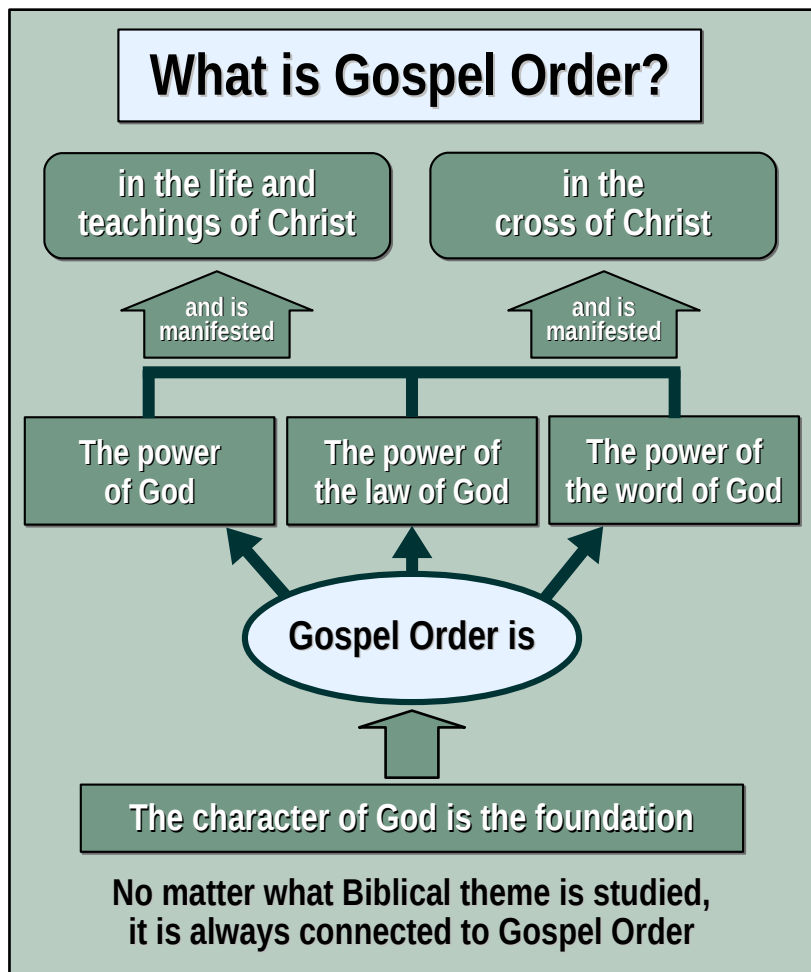 What is Gospel Order?
in the life and
teachings of Christ
in the
cross of Christ
and is
manifested
and is
manifested
The power
of God
The power of
the law of God
The power of
the word of God
Gospel Order is
The character of God is the foundation
No matter what Biblical theme is studied,
it is always connected to Gospel Order